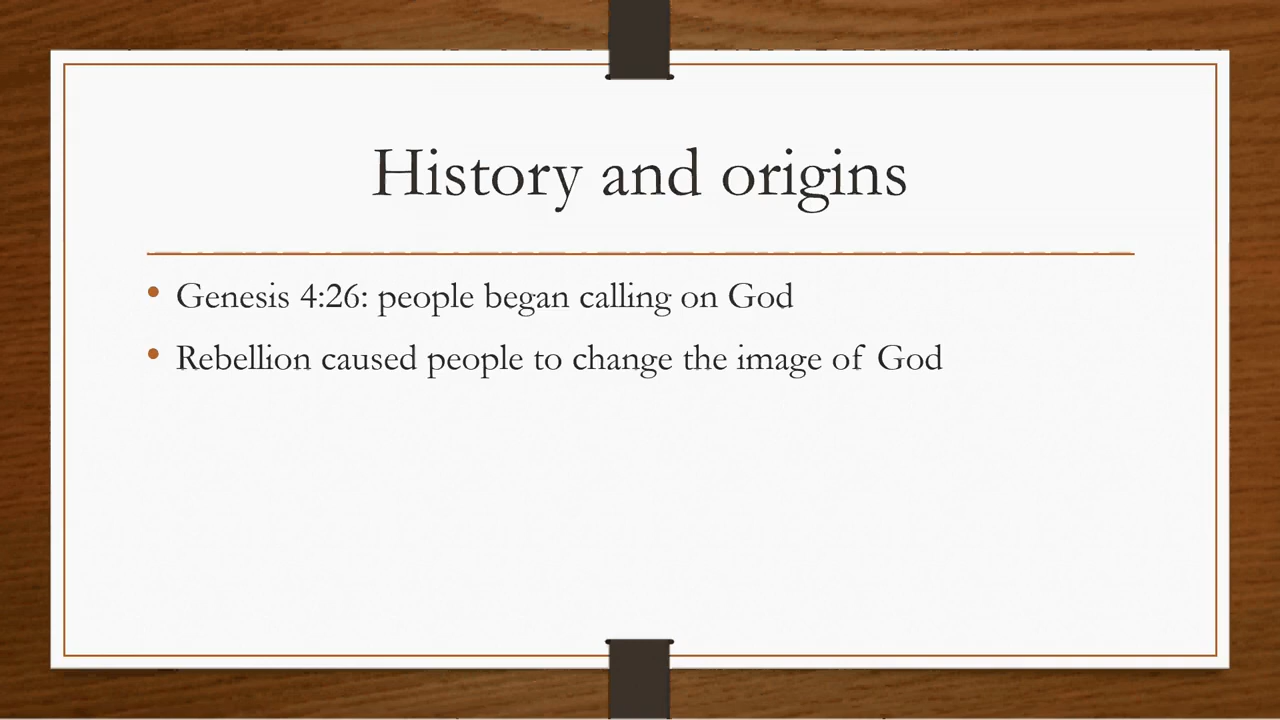 History and origins
Genesis 4:26: people began calling on God
Rebellion caused people to change the image of God